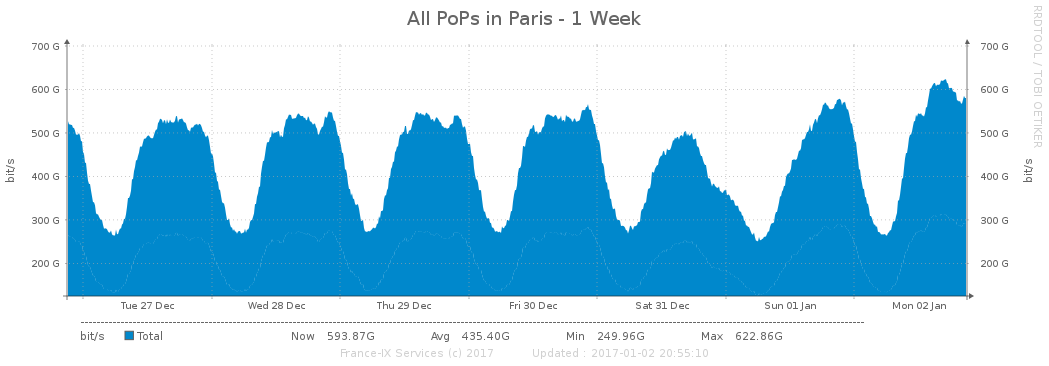 All PoPs in Paris - 1 Week
RRDTOOL / TOBI OETIKER
700 G 700 G
600 G 600 G
500 G 500 G
400 G 400 G
300 G 300 G
200 G 200 G
bit/s bit/s
Tue 27 Dec Wed 28 Dec Thu 29 Dec Fri 30 Dec Sat 31 Dec Sun 01 Jan Mon 02 Jan
bit/s Total Now 593.87G Avg 435.40G Min 249.96G Max 622.86G
France-IX Services (c) 2017 Updated : 2017-01-02 20:55:10